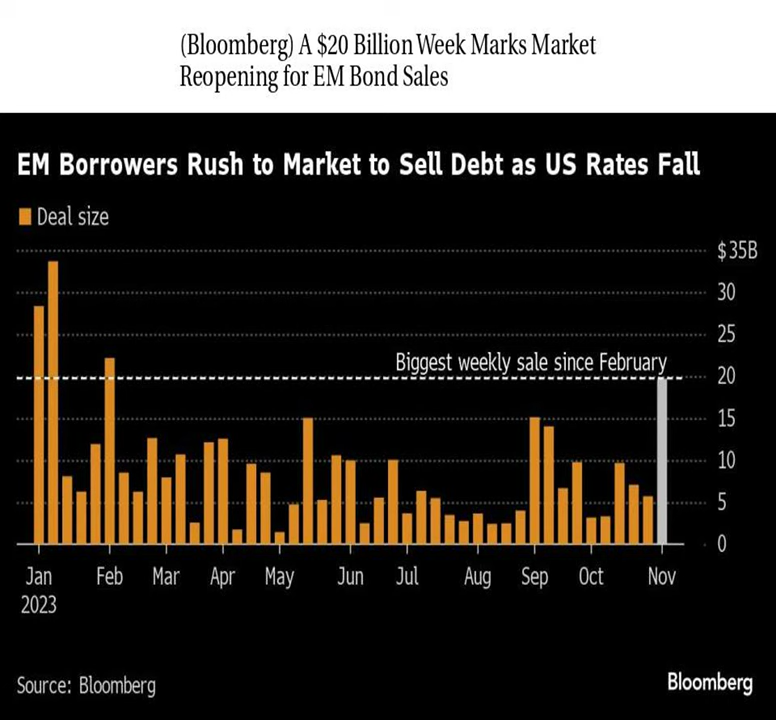 (Bloomberg) A $20 Billion Week Marks Market
Reopening for EM Bond Sales
EM Borrowers Rush to Market to Sell Debt as US Rates Fall
Deal size
$35B
30
25
Biggest weekly sale since February
20
15
10
5
0
Jan Feb Mar Apr May Jun Jul Aug Sep Oct Nov
2023
Source: Bloomberg
Bloomberg